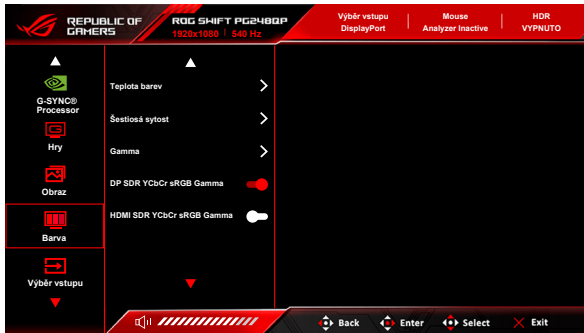 REPUBLIC OF
GAMERS
ROG SWIFT PG248QP
1920x1080 | 540 Hz
Výběr vstupu
DisplayPort
Mouse
Analyzer Inactive
HDR
VYPNUTO
G-SYNC®
Processor
Hry
Obraz
Barva
Výběr vstupu
Teplota barev
Šestiosá sytost
Gamma
DP SDR YCbCr sRGB Gamma
HDMI SDR YCbCr sRGB Gamma
Back
Enter
Select
Exit